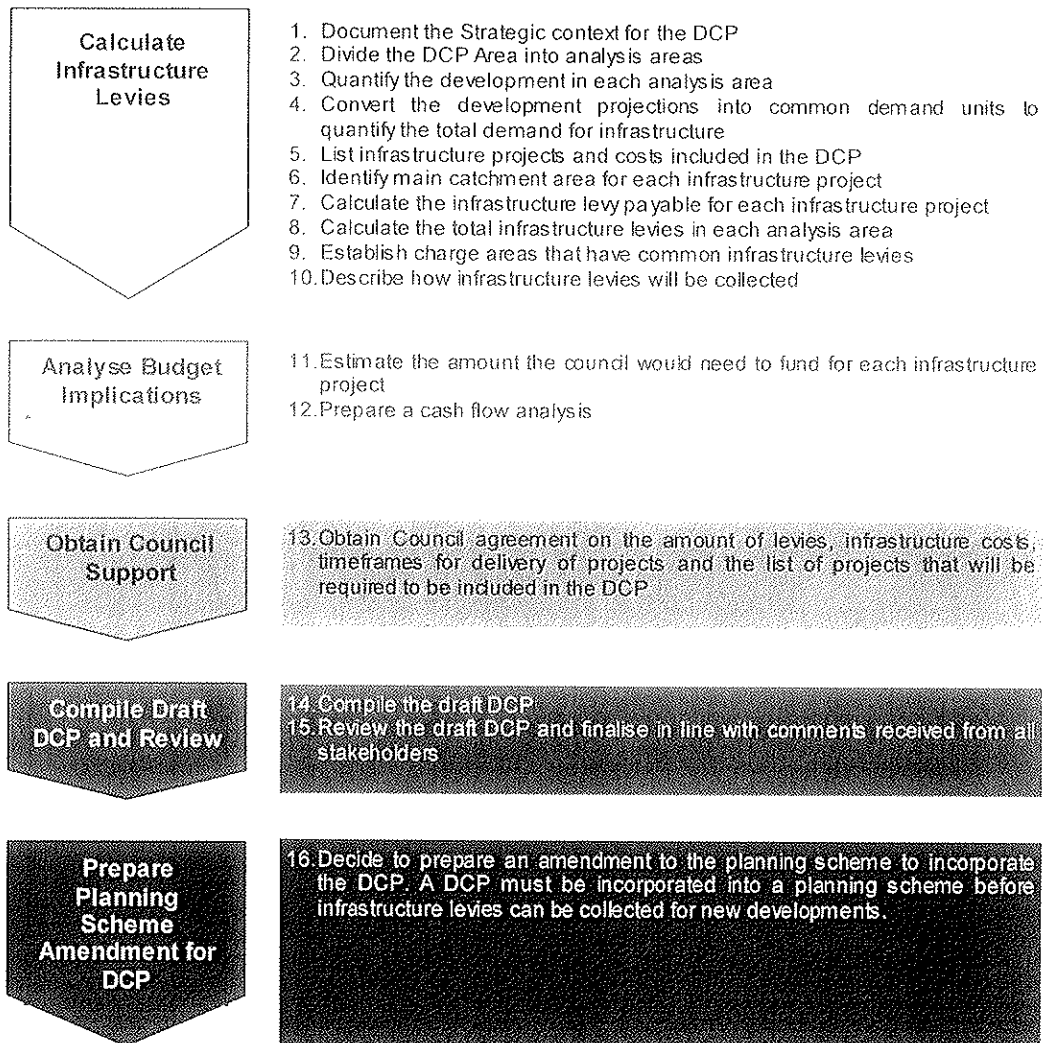 Calculate
Infrastructure
Levies
1. Document the Strategic context for the DCP
2. Divide the DCP Area into analysis areas
3. Quantify the development in each analysis area
4. Convert the development projections into common demand units to
quantify the total demand for infrastructure
5. List infrastructure projects and costs included in the DCP
6. Identify main catchment area for each infrastructure project
7. Calculate the infrastructure levy payable for each infrastructure project
8. Calculate the total infrastructure levies in each analysis area
9. Establish charge areas that have common infrastructure levies
10. Describe how infrastructure levies will be collected
Analyse Budget
Implications
11. Estimate the amount the council would need to fund for each infrastructure
project
12. Prepare a cash flow analysis
Obtain Council
Support
13. Obtain Council agreement on the amount of levies, infrastructure costs,
timeframes for delivery of projects and the list of projects that will be
required to be included in the DCP
Compile Draft
DCP and Review
14. Compile the draft DCP
15. Review the draft DCP and finalise in line with comments received from all
stakeholders
Prepare
Planning
Scheme
Amendment for
DCP
16. Decide to prepare an amendment to the planning scheme to incorporate
the DCP. A DCP must be incorporated into a planning scheme before
infrastructure levies can be collected for new developments.